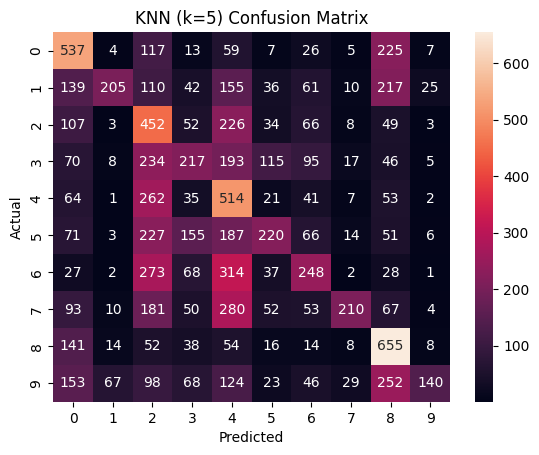 KNN (k=5) Confusion Matrix
Actual
0 537 4 117 13 59 7 26 5 225 7
1 139 205 110 42 155 36 61 10 217 25
2 107 3 452 52 226 34 66 8 49 3
3 70 8 234 217 193 115 95 17 46 5
4 64 1 262 35 514 21 41 7 53 2
5 71 3 227 155 187 220 66 14 51 6
6 27 2 273 68 314 37 248 2 28 1
7 93 10 181 50 280 52 53 210 67 4
8 141 14 52 38 54 16 14 8 655 8
9 153 67 98 68 124 23 46 29 252 140
0 1 2 3 4 5 6 7 8 9
Predicted
600
500
400
300
200
100